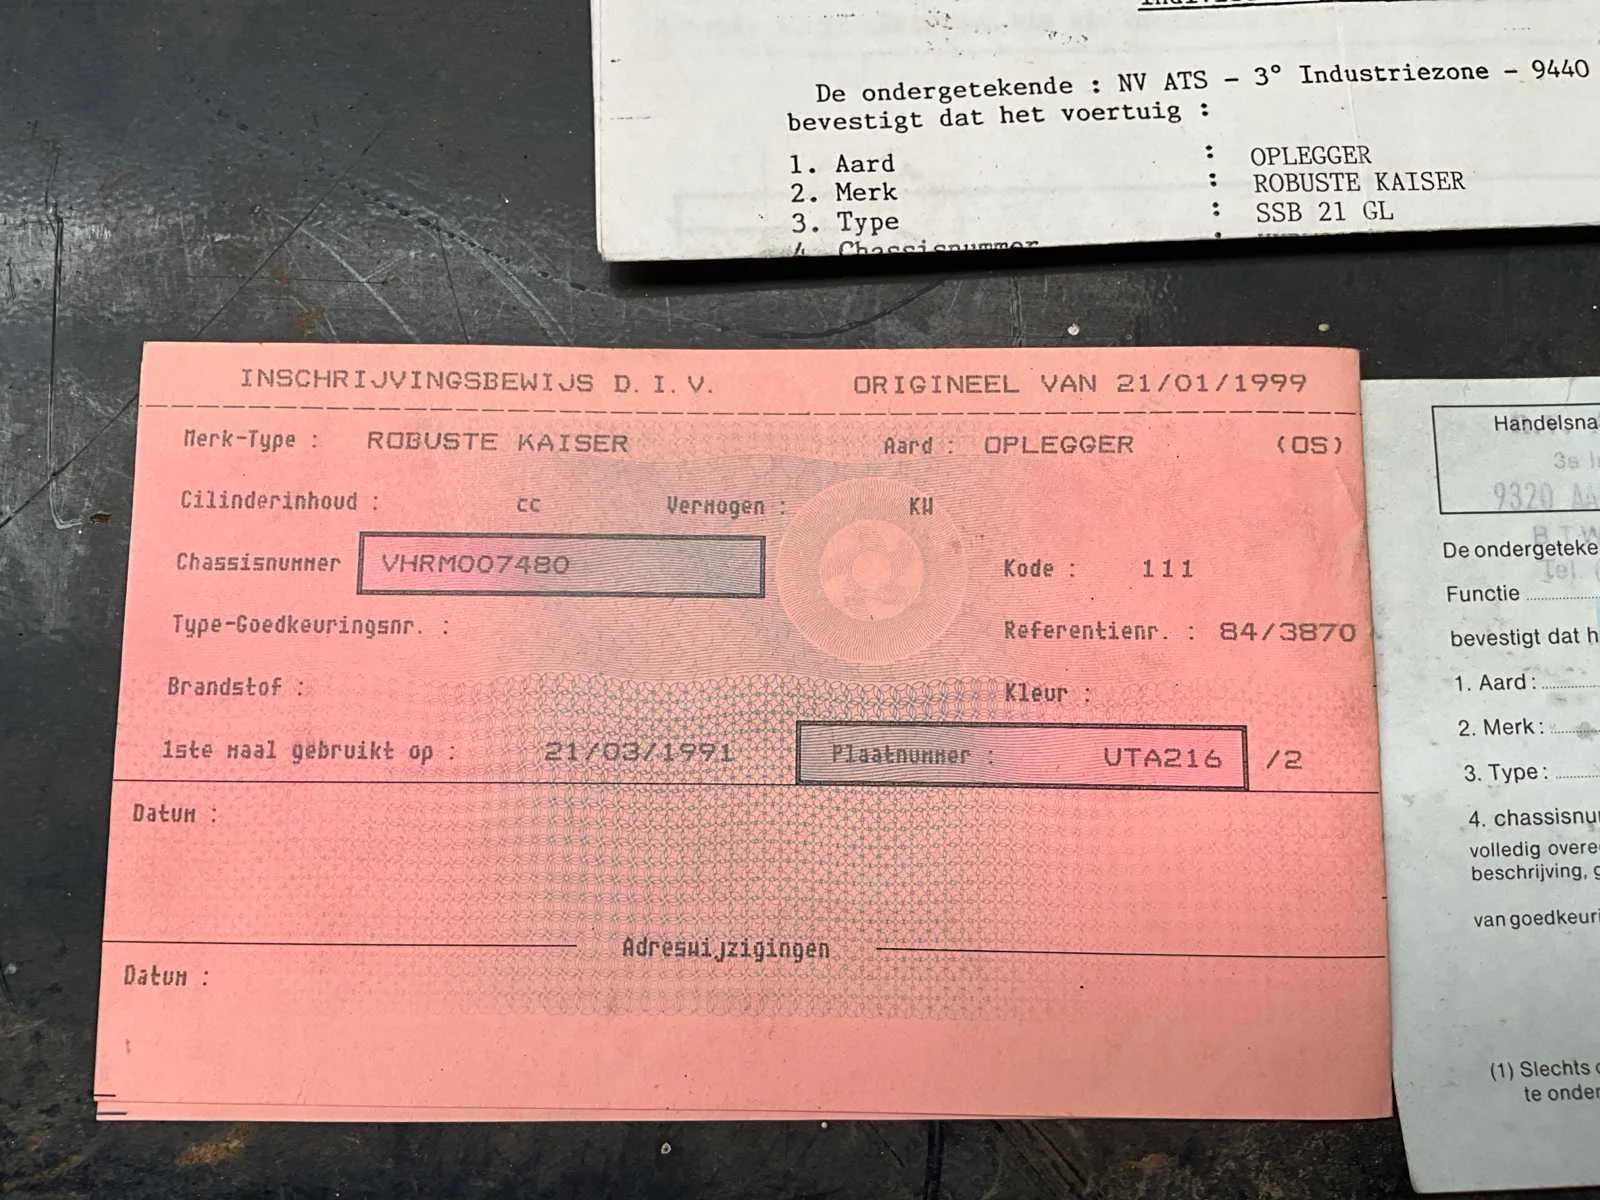 De ondergetekende : NV ATS - 3° Industriezone - 9440
bevestigt dat het voertuig :
1. Aard : OPLEGGER
2. Merk : ROBUSTE KAISER
3. Type : SSB 21 GL
4. Chassisnummer :
INSCHRIJVINGSBEWIJS D.I.V. ORIGINEEL VAN 21/01/1999
Merk-Type : ROBUSTE KAISER Aard : OPLEGGER (OS)
Cilinderinhoud : cc Vermogen : KW
Chassisnummer VHRM007480 Kode : 111
Type-Goedkeuringsnr. : Referentienr. : 84/3870
Brandstof : Kleur :
1ste maal gebruikt op : 21/03/1991 Plaatnummer : UTA216 /2
Datum :
Adreswijzigingen
Datum :
Handelsna
9320
De ondergeteke
Functie
bevestigt dat h
1. Aard :
2. Merk :
3. Type :
4. chassisnu
volledig overe
beschrijving, g
van goedkeuri
(1) Slechts
te onder